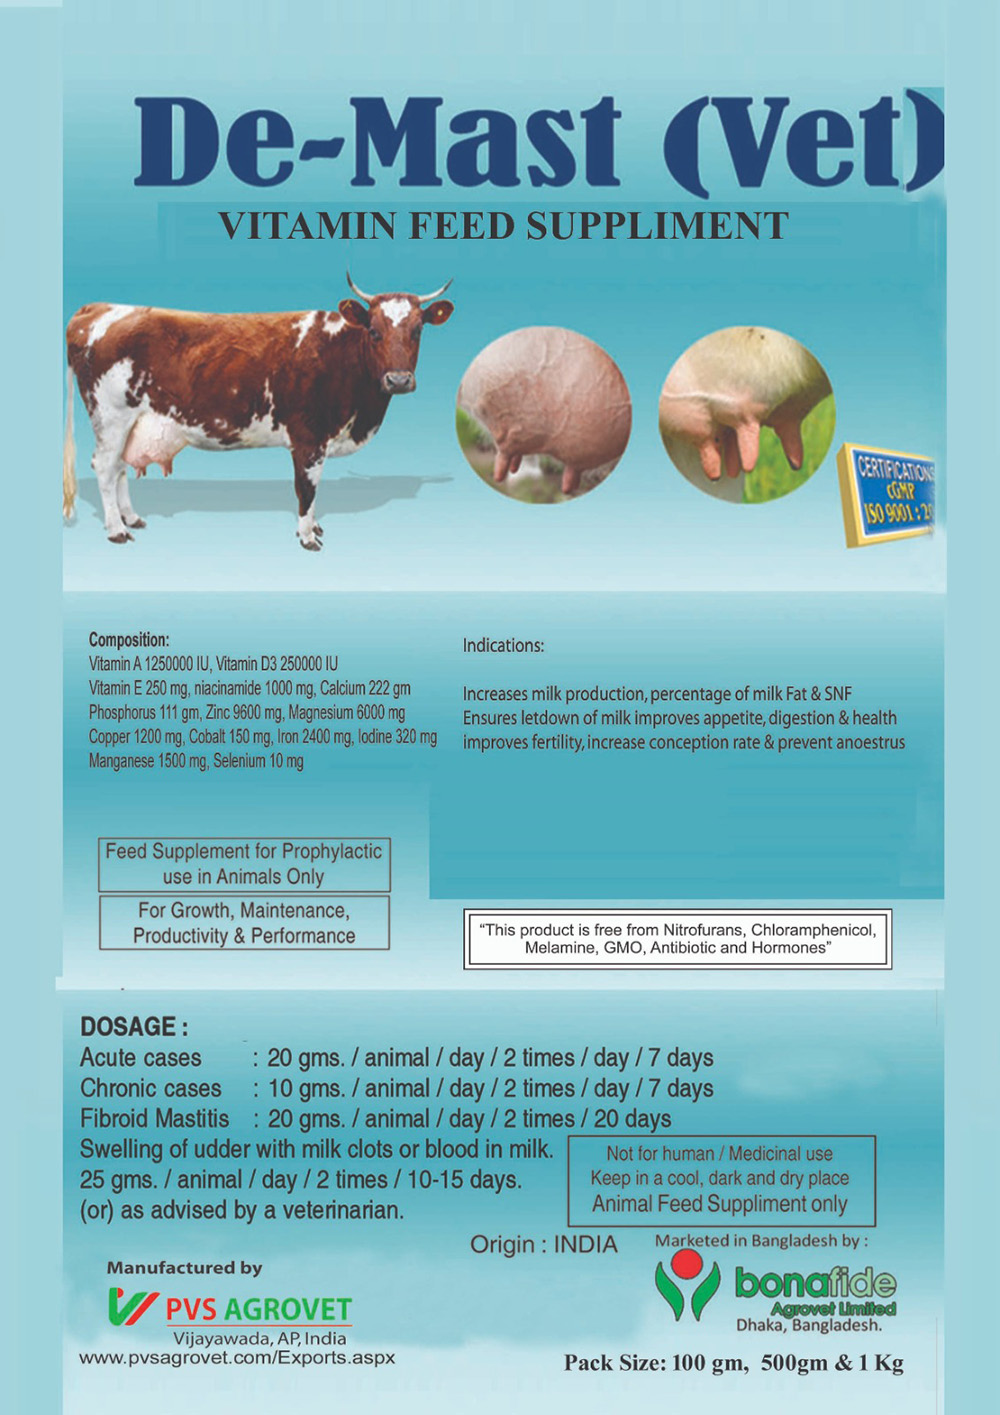 De-Mast (Vet)
VITAMIN FEED SUPPLIMENT
CERTIFICATIONS
cGMP
ISO 9001 : 20
Composition:
Vitamin A 1250000 IU, Vitamin D3 250000 IU
Vitamin E 250 mg, niacinamide 1000 mg, Calcium 222 gm
Phosphorus 111 gm, Zinc 9600 mg, Magnesium 6000 mg
Copper 1200 mg, Cobalt 150 mg, Iron 2400 mg, Iodine 320 mg
Manganese 1500 mg, Selenium 10 mg
Indications:
Increases milk production, percentage of milk Fat & SNF
Ensures letdown of milk improves appetite, digestion & health
improves fertility, increase conception rate & prevent anoestrus
Feed Supplement for Prophylactic
use in Animals Only
For Growth, Maintenance,
Productivity & Performance
“This product is free from Nitrofurans, Chloramphenicol,
Melamine, GMO, Antibiotic and Hormones”
DOSAGE :
Acute cases : 20 gms. / animal / day / 2 times / day / 7 days
Chronic cases : 10 gms. / animal / day / 2 times / day / 7 days
Fibroid Mastitis : 20 gms. / animal / day / 2 times / 20 days
Swelling of udder with milk clots or blood in milk.
25 gms. / animal / day / 2 times / 10-15 days.
(or) as advised by a veterinarian.
Not for human / Medicinal use
Keep in a cool, dark and dry place
Animal Feed Suppliment only
Origin : INDIA
Marketed in Bangladesh by :
bonafide
Agrovet Limited
Dhaka, Bangladesh.
Manufactured by
PVS AGROVET
Vijayawada, AP, India
www.pvsagrovet.com/Exports.aspx
Pack Size: 100 gm, 500gm & 1 Kg